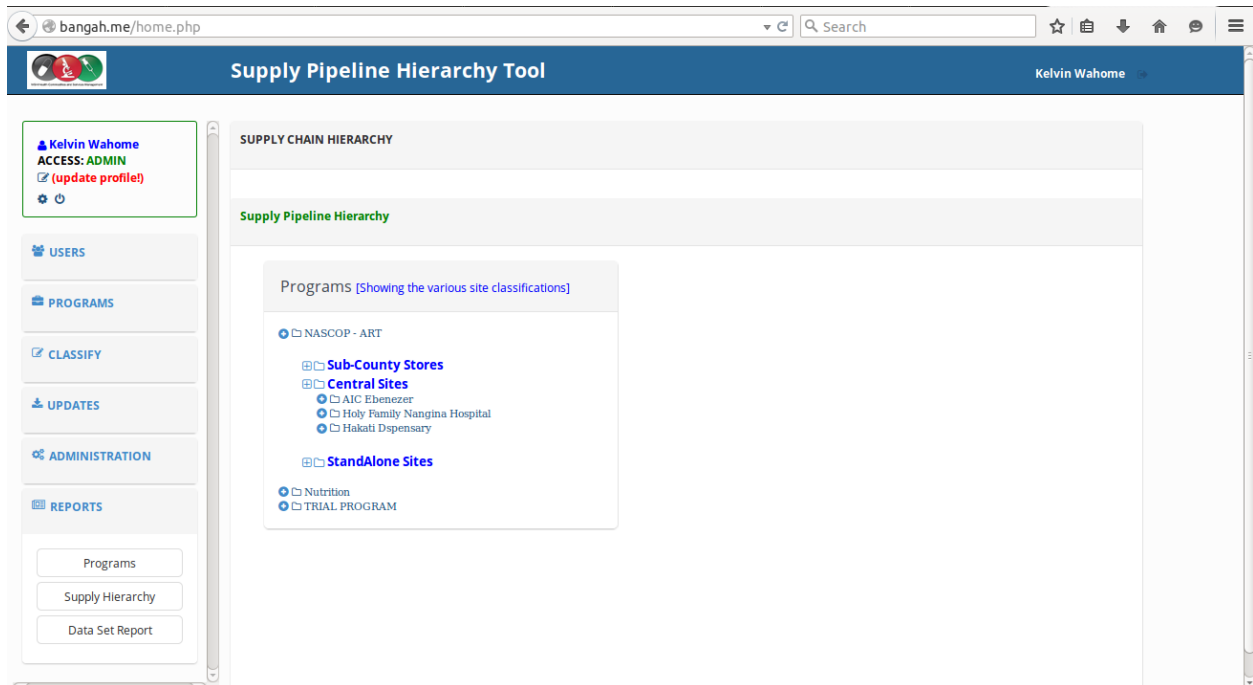 bangah.me/home.php
Search
Supply Pipeline Hierarchy Tool
Kelvin Wahome
Kelvin Wahome
ACCESS: ADMIN
(update profile!)
USERS
PROGRAMS
CLASSIFY
UPDATES
ADMINISTRATION
REPORTS
Programs
Supply Hierarchy
Data Set Report
SUPPLY CHAIN HIERARCHY
Supply Pipeline Hierarchy
Programs [Showing the various site classifications]
NASCOP - ART
Sub-County Stores
Central Sites
AIC Ebenezer
Holy Family Nangina Hospital
Hakati Dspensary
StandAlone Sites
Nutrition
TRIAL PROGRAM